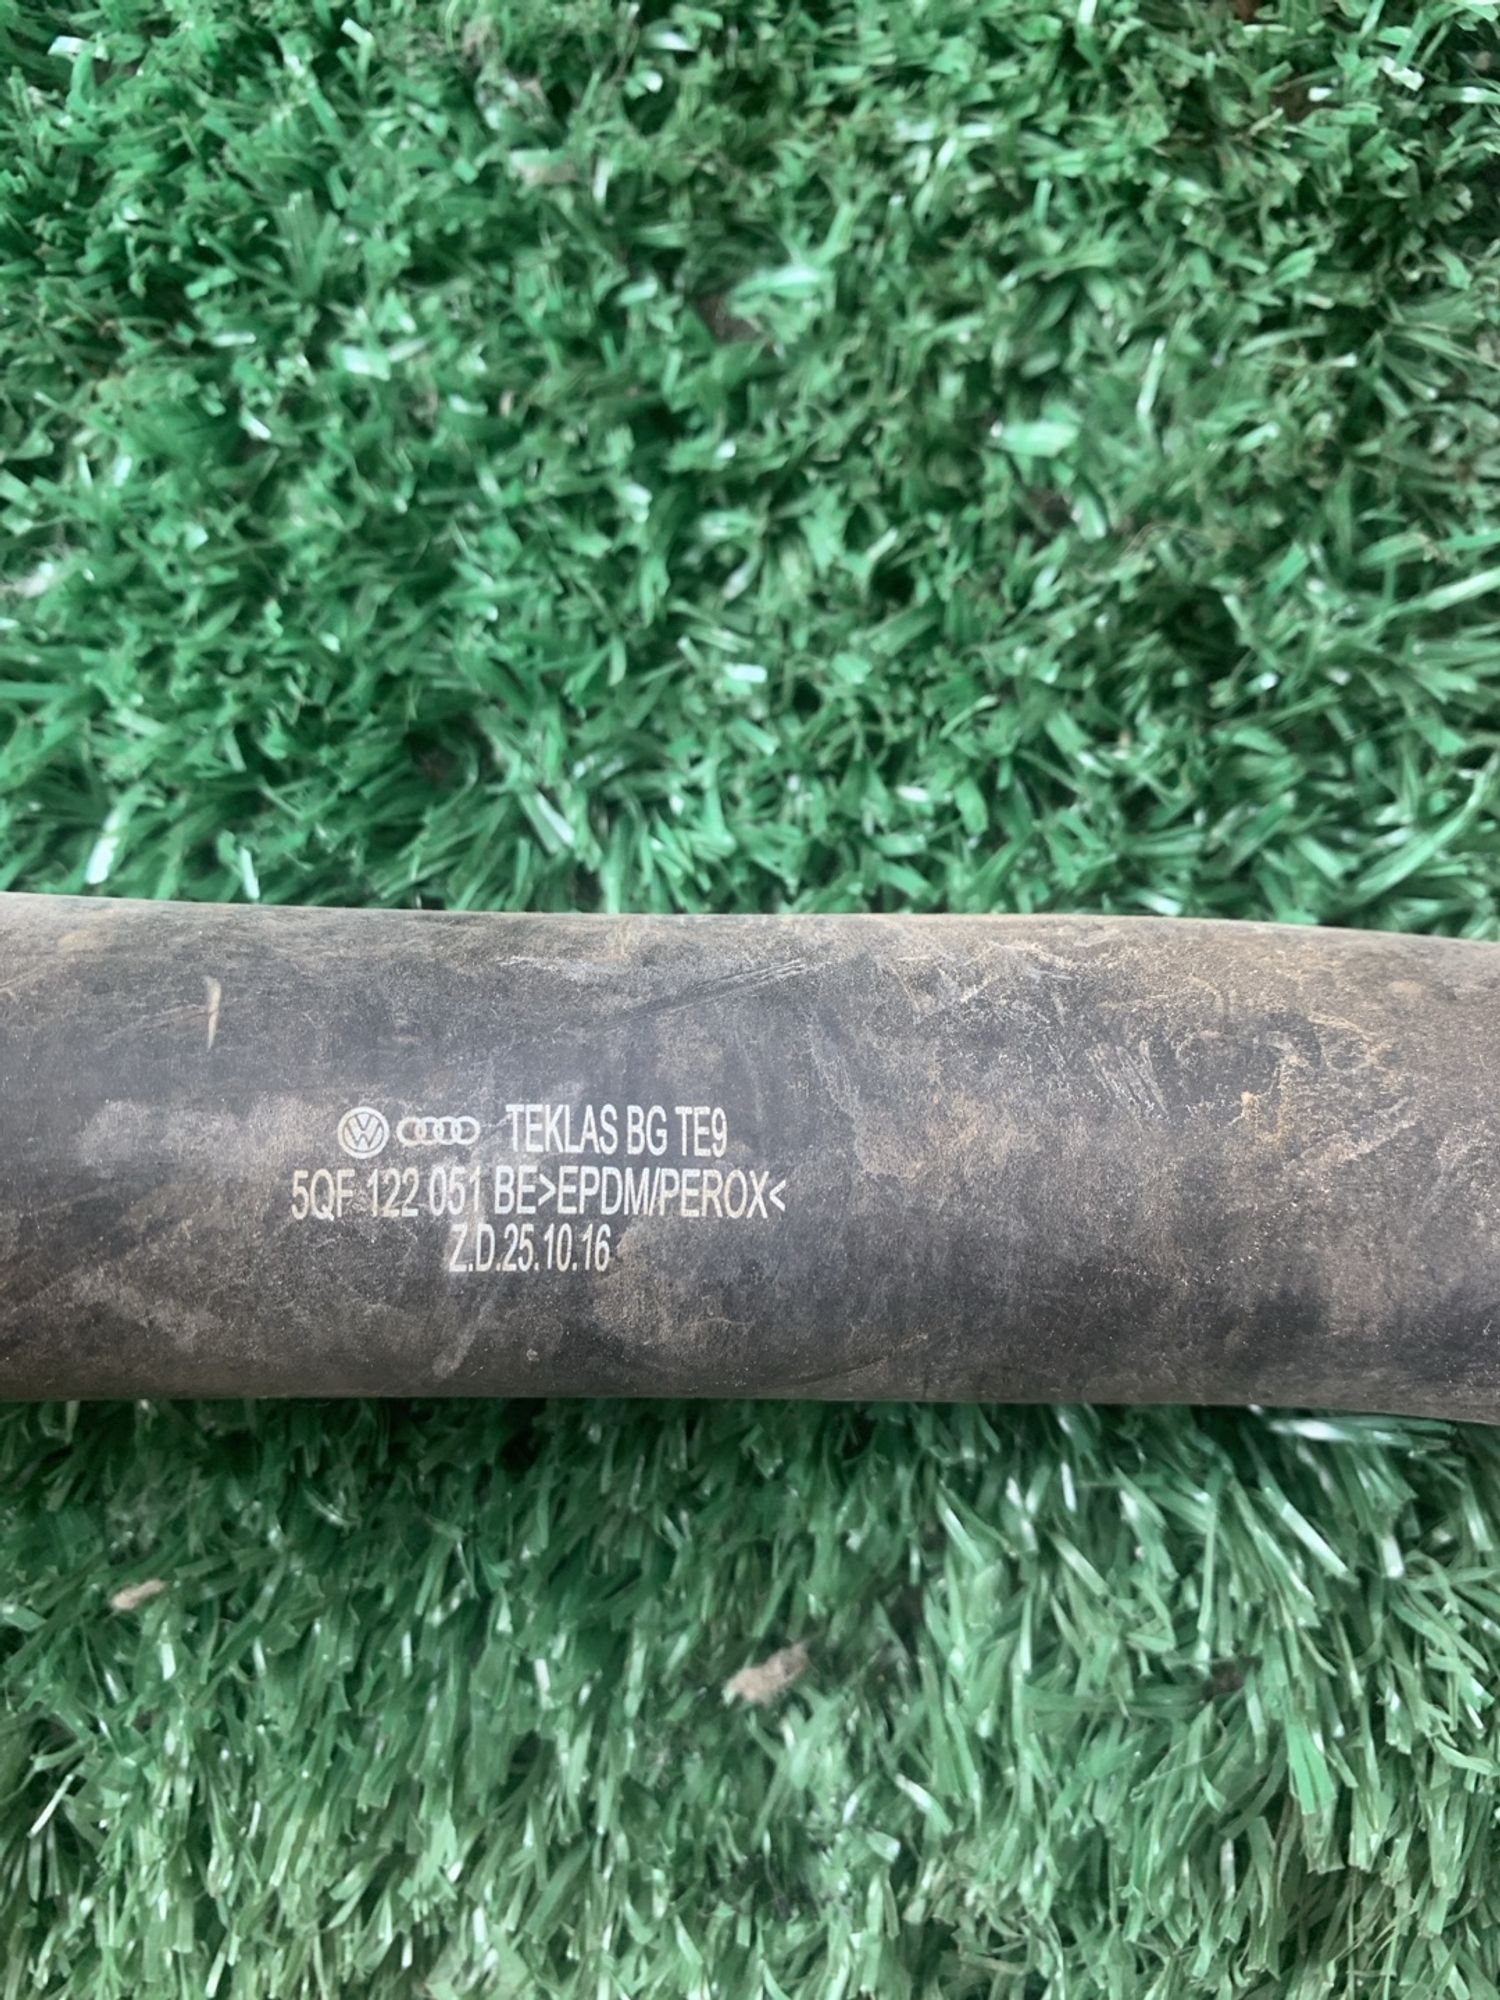 TEKLAS BG TE9
5QF 122 051 BE>EPDM/PEROX<
Z.D.25.10.16